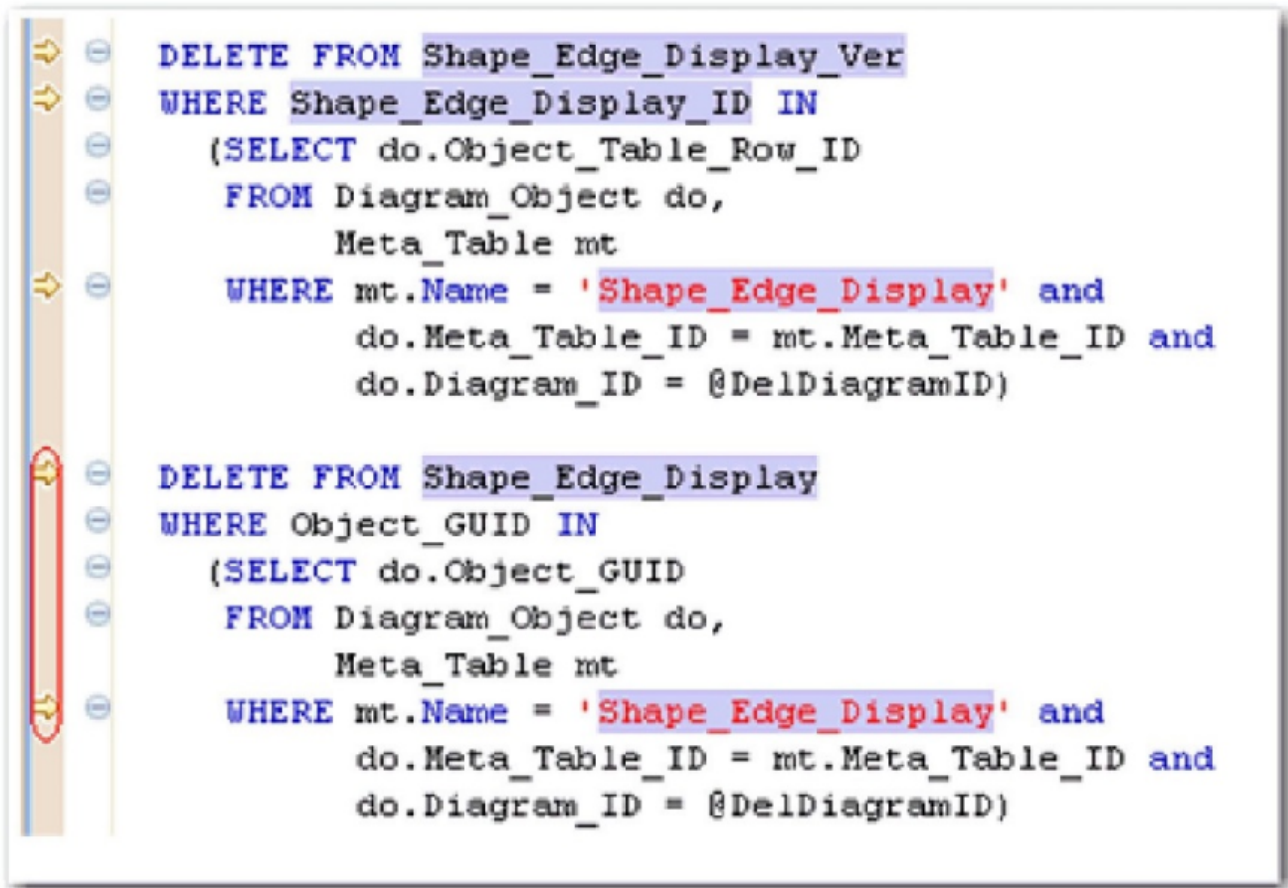 DELETE FROM Shape_Edge_Display_Ver
WHERE Shape_Edge_Display_ID IN
(SELECT do.Object_Table_Row_ID
FROM Diagram_Object do,
Meta_Table mt
WHERE mt.Name = 'Shape_Edge_Display' and
do.Meta_Table_ID = mt.Meta_Table_ID and
do.Diagram_ID = @DelDiagramID)
DELETE FROM Shape_Edge_Display
WHERE Object_GUID IN
(SELECT do.Object_GUID
FROM Diagram_Object do,
Meta_Table mt
WHERE mt.Name = 'Shape_Edge_Display' and
do.Meta_Table_ID = mt.Meta_Table_ID and
do.Diagram_ID = @DelDiagramID)